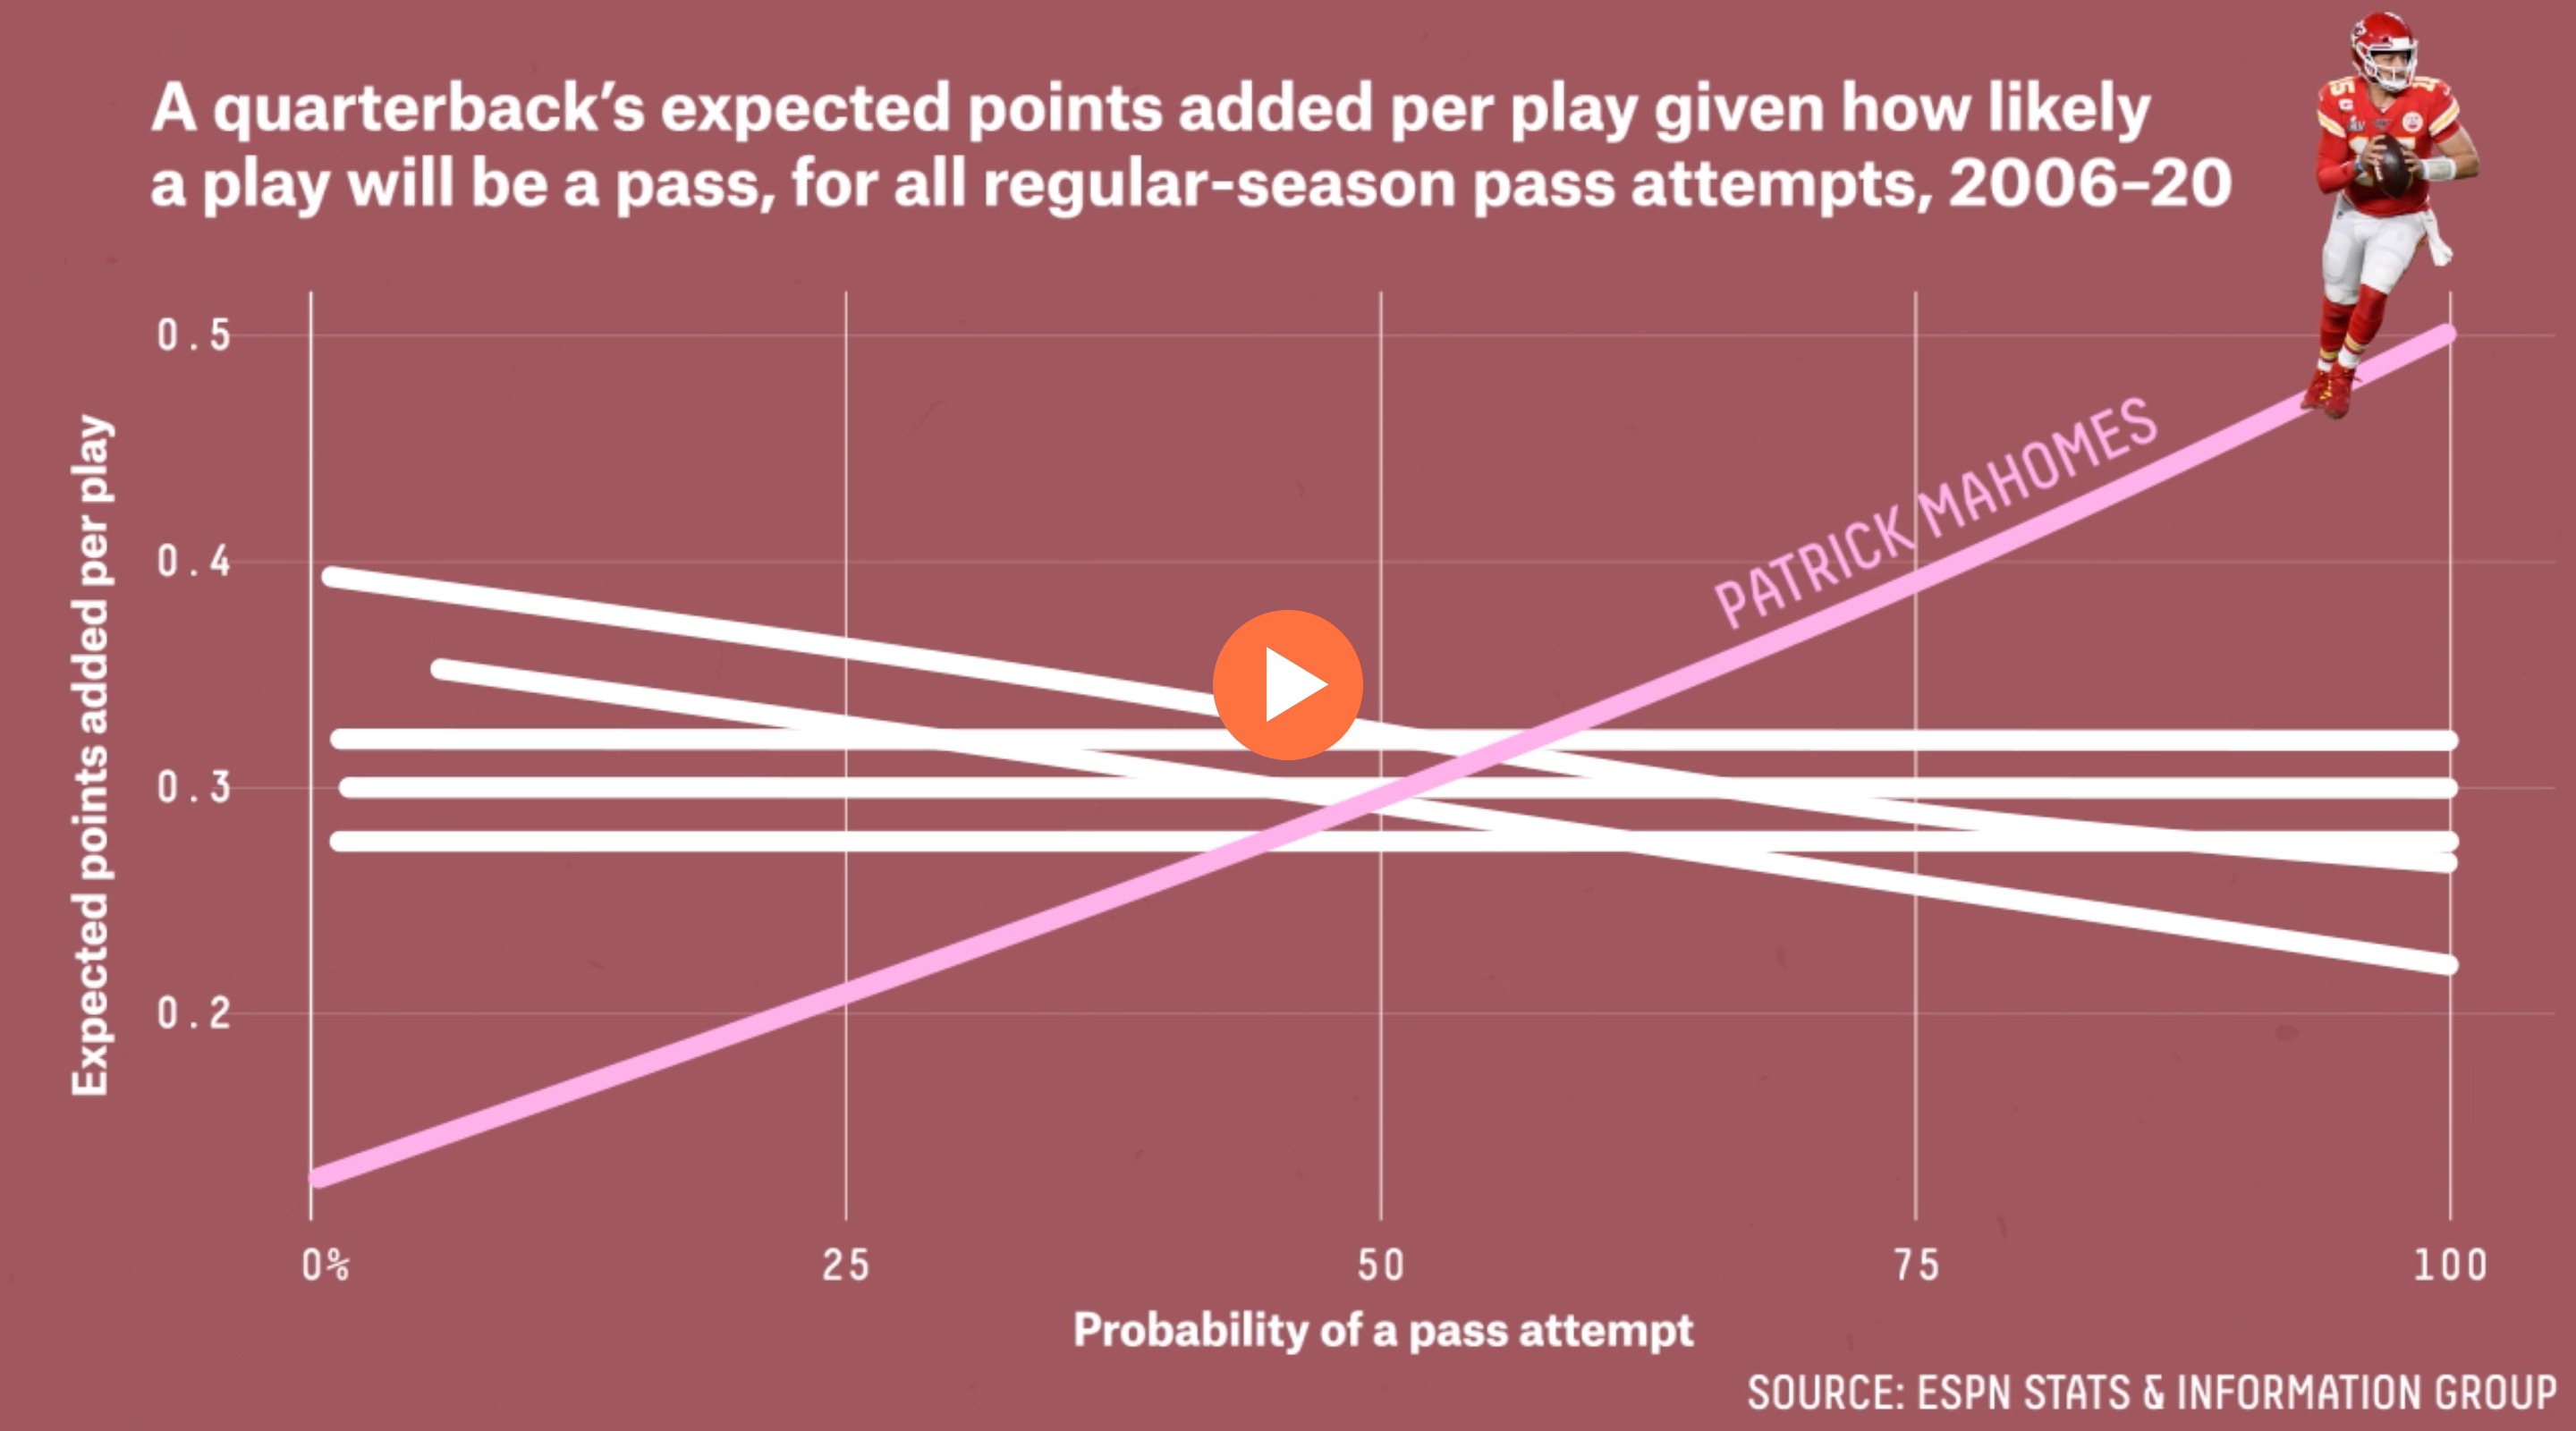 A quarterback’s expected points added per play given how likely
a play will be a pass, for all regular-season pass attempts, 2006–20
Expected points added per play
0.5
0.4
0.3
0.2
PATRICK MAHOMES
0%
25
50
75
100
Probability of a pass attempt
SOURCE: ESPN STATS & INFORMATION GROUP